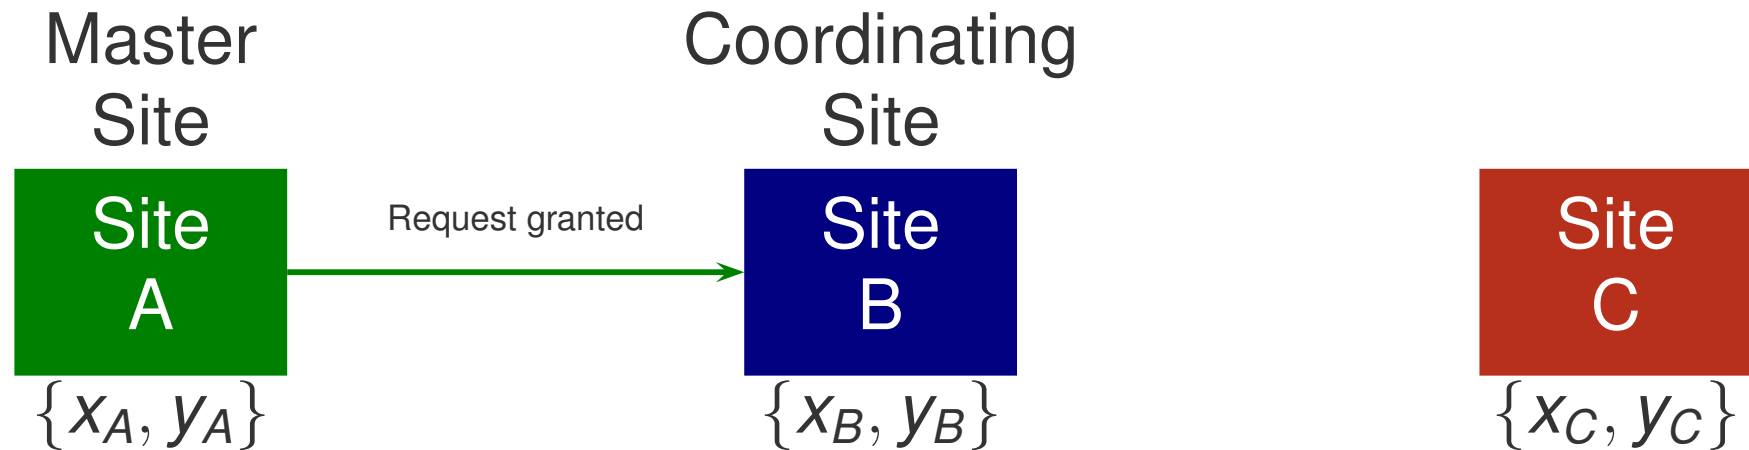 Master
Site
Coordinating
Site
Site
A
Request granted
Site
B
Site
C
{x_A, y_A}
{x_B, y_B}
{x_C, y_C}